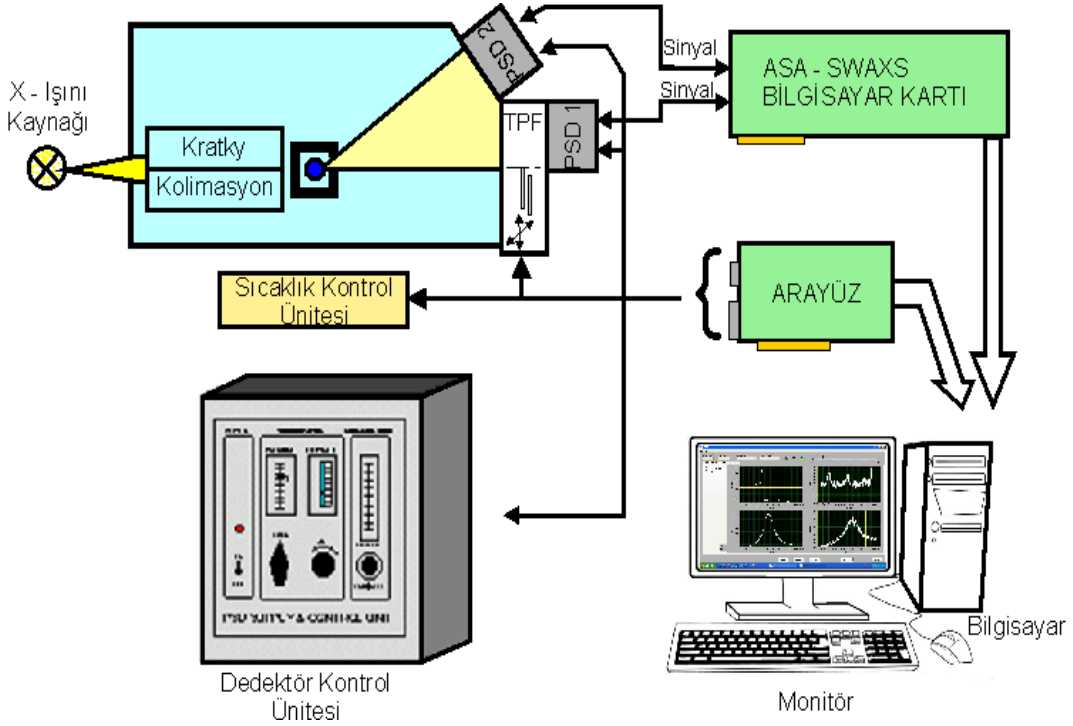 PSD 2
Sinyal
Sinyal
ASA - SWAXS
BİLGİSAYAR KARTI
X - Işını
Kaynağı
TPF
PSD 1
Kratky
Kolimasyon
Sıcaklık Kontrol
Ünitesi
ARAYÜZ
PSD SUPPLY & CONTROL UNIT
Bilgisayar
Dedektör Kontrol
Ünitesi
Monitör